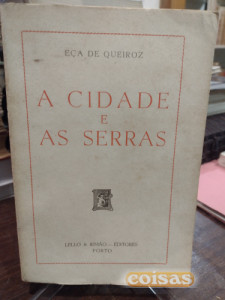 EÇA DE QUEIROZ
A CIDADE
E
AS SERRAS
LELLO & IRMÃO - EDITORES
PORTO
coisas